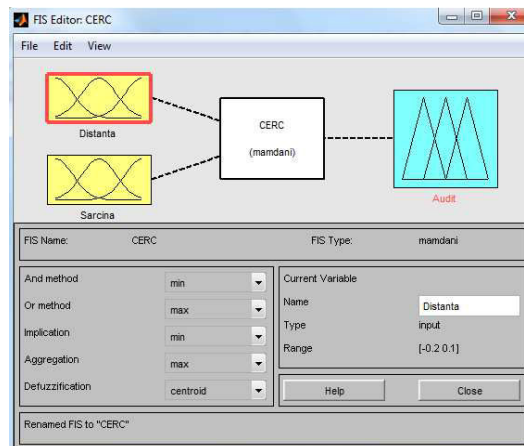 FIS Editor: CERC
File Edit View
Distanta
Sarcina
CERC
(mamdani)
Audit
FIS Name: CERC FIS Type: mamdani
And method min
Or method max
Implication min
Aggregation max
Defuzzification centroid
Current Variable
Name Distanta
Type input
Range [-0.2 0.1]
Help Close
Renamed FIS to "CERC"